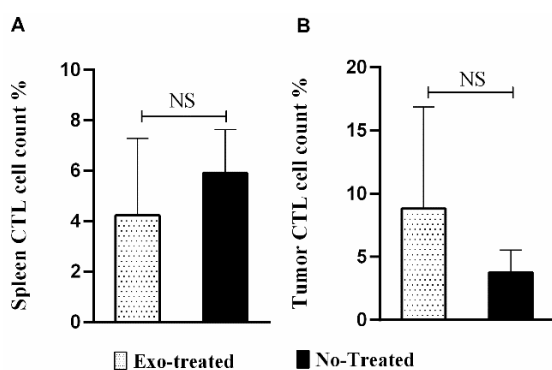 A
B
Spleen CTL cell count %
10
8
6
4
2
0
NS
Tumor CTL cell count %
20
15
10
5
0
NS
Exo-treated
No-Treated